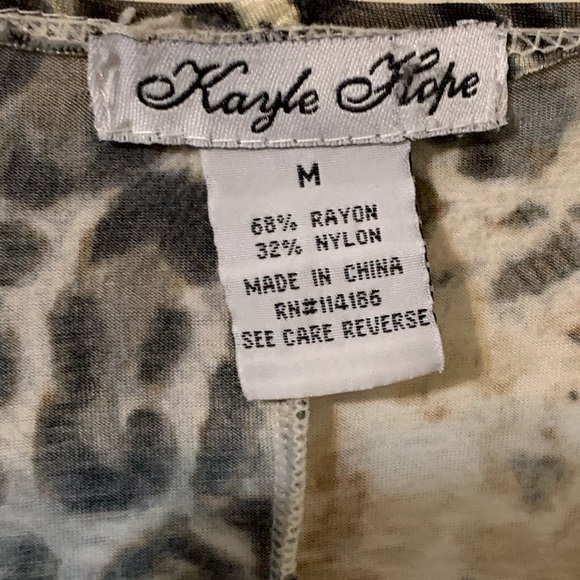 Kayle Hope
M
68% RAYON
32% NYLON
MADE IN CHINA
RN#114186
SEE CARE REVERSE